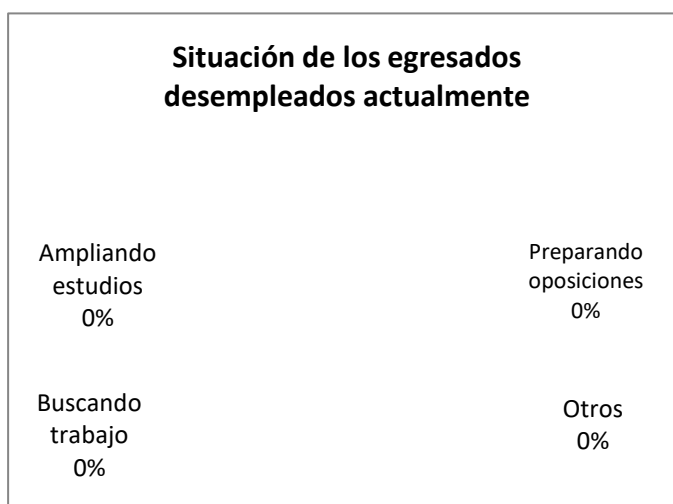 Situación de los egresados
desempleados actualmente
Ampliando
estudios
0%
Preparando
oposiciones
0%
Buscando
trabajo
0%
Otros
0%